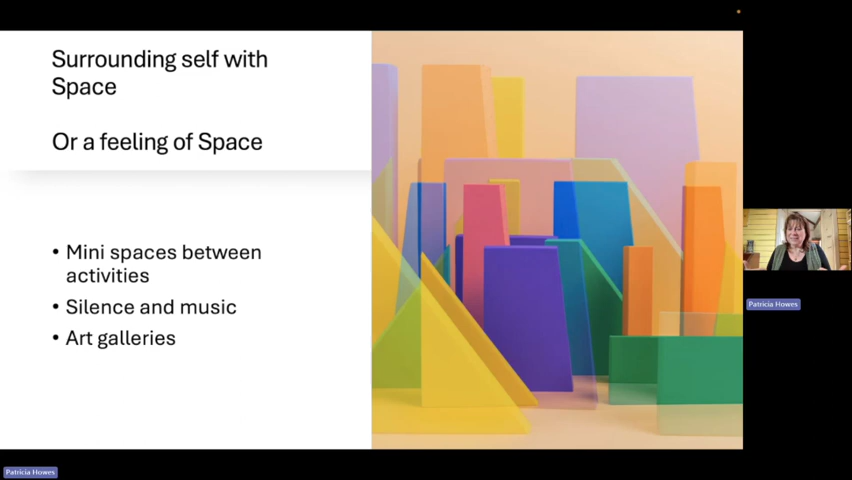 Surrounding self with
Space
Or a feeling of Space
• Mini spaces between
activities
• Silence and music
• Art galleries
Patricia Howes
Patricia Howes